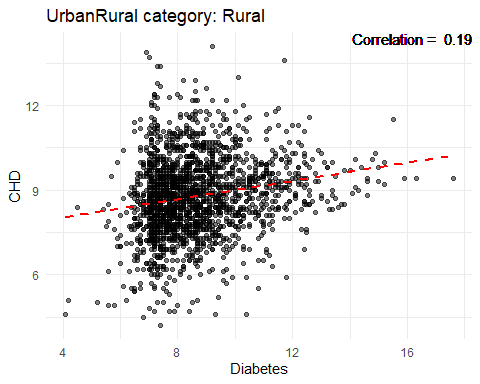 UrbanRural category: Rural
Correlation = 0.19
CHD
12
9
6
4
8
12
16
Diabetes